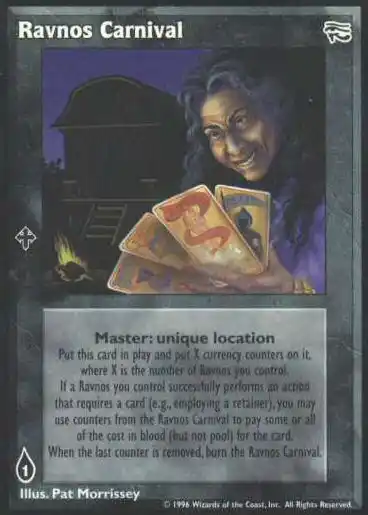 Ravnos Carnival
Master: unique location
Put this card in play and put X currency counters on it,
where X is the number of Ravnos you control.
If a Ravnos you control successfully performs an action
that requires a card (e.g., employing a retainer), you may
use counters from the Ravnos Carnival to pay some or all
of the cost in blood (but not pool) for the card.
When the last counter is removed, burn the Ravnos Carnival.
1
Illus. Pat Morrissey
© 1996 Wizards of the Coast, Inc. All Rights Reserved.